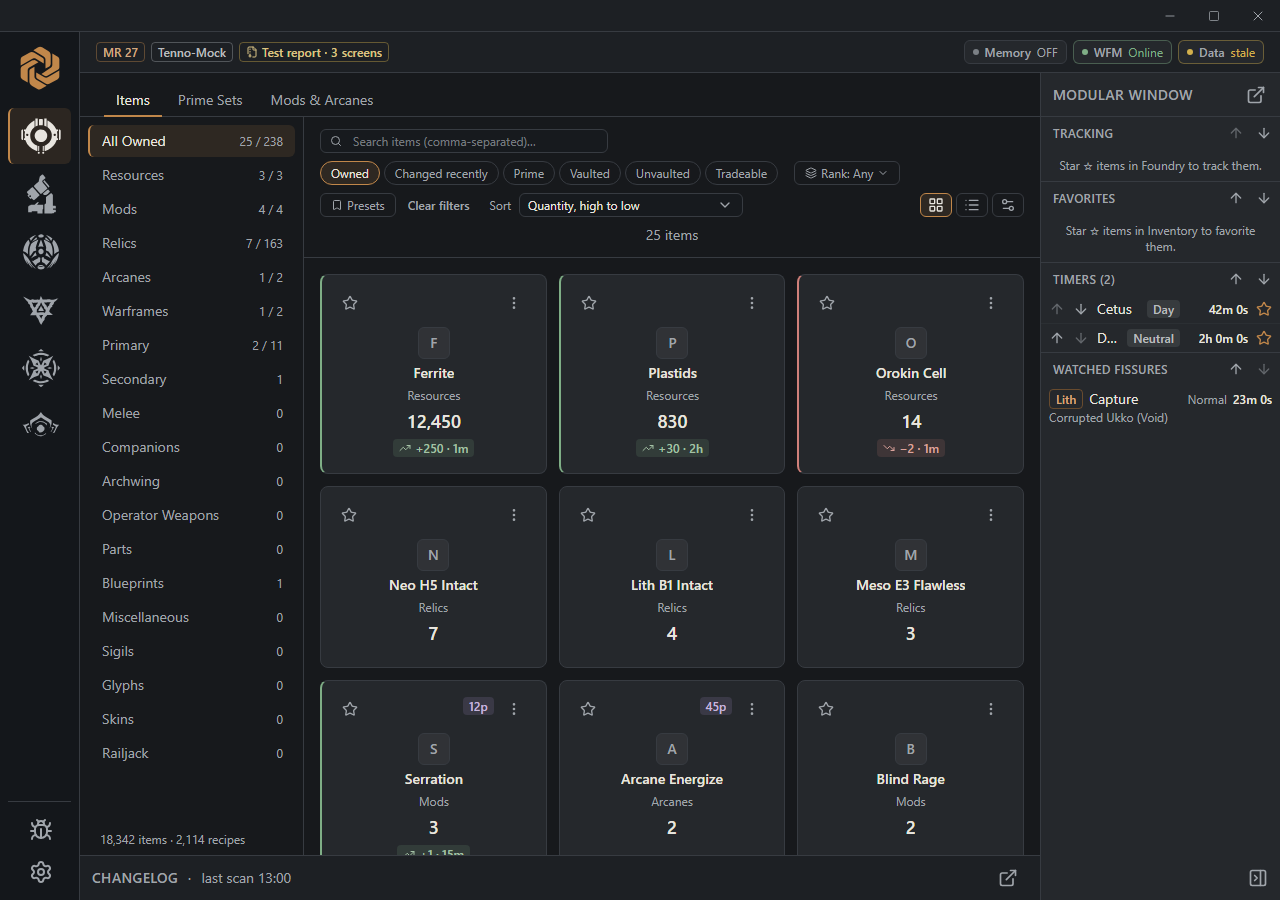 MR 27
Tenno-Mock
Test report · 3 screens
Memory OFF
WFM Online
Data stale
Items
Prime Sets
Mods & Arcanes
All Owned 25 / 238
Resources 3 / 3
Mods 4 / 4
Relics 7 / 163
Arcanes 1 / 2
Warframes 1 / 2
Primary 2 / 11
Secondary 1
Melee 0
Companions 0
Archwing 0
Operator Weapons 0
Parts 0
Blueprints 1
Miscellaneous 0
Sigils 0
Glyphs 0
Skins 0
Railjack 0
18,342 items · 2,114 recipes
Search items (comma-separated)...
Owned
Changed recently
Prime
Vaulted
Unvaulted
Tradeable
Rank: Any
Presets
Clear filters
Sort
Quantity, high to low
25 items
F
Ferrite
Resources
12,450
+250 · 1m
P
Plastids
Resources
830
+30 · 2h
O
Orokin Cell
Resources
14
−2 · 1m
N
Neo H5 Intact
Relics
7
L
Lith B1 Intact
Relics
4
M
Meso E3 Flawless
Relics
3
12p
S
Serration
Mods
3
+1 · 15m
45p
A
Arcane Energize
Arcanes
2
B
Blind Rage
Mods
2
MODULAR WINDOW
TRACKING
Star ☆ items in Foundry to track them.
FAVORITES
Star ☆ items in Inventory to favorite
them.
TIMERS (2)
Cetus Day 42m 0s
D... Neutral 2h 0m 0s
WATCHED FISSURES
Lith Capture Normal 23m 0s
Corrupted Ukko (Void)
CHANGELOG · last scan 13:00